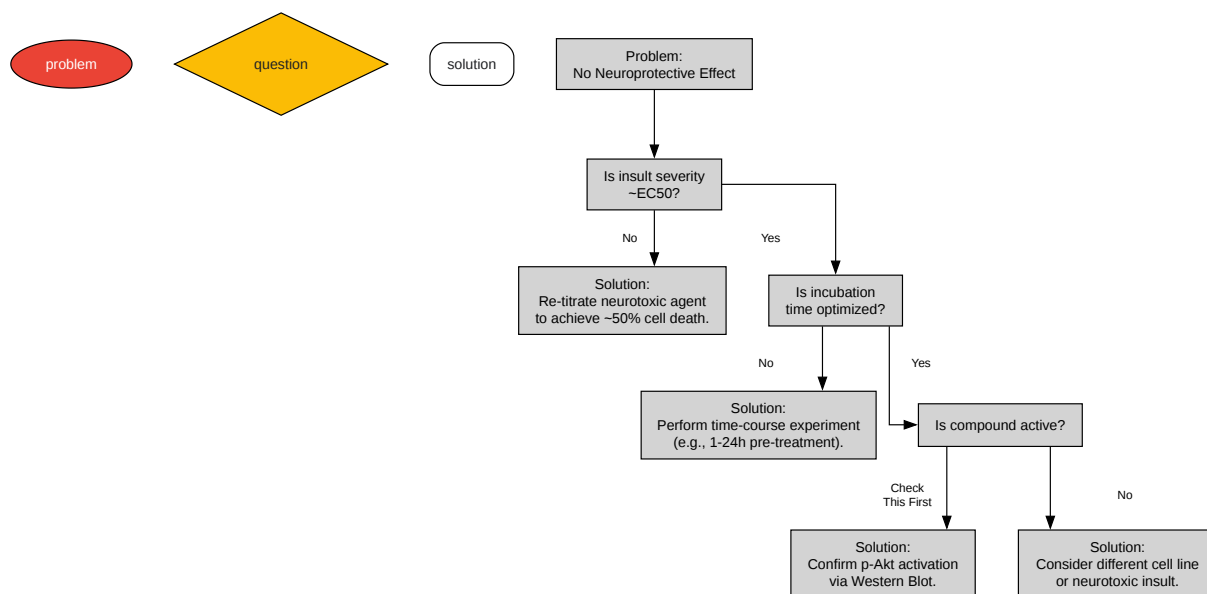 problem
question
solution
Problem:
No Neuroprotective Effect
Is insult severity
~EC50?
No
Yes
Solution:
Re-titrate neurotoxic agent
to achieve ~50% cell death.
Is incubation
time optimized?
No
Yes
Solution:
Perform time-course experiment
(e.g., 1-24h pre-treatment).
Is compound active?
Check
This First
No
Solution:
Confirm p-Akt activation
via Western Blot.
Solution:
Consider different cell line
or neurotoxic insult.